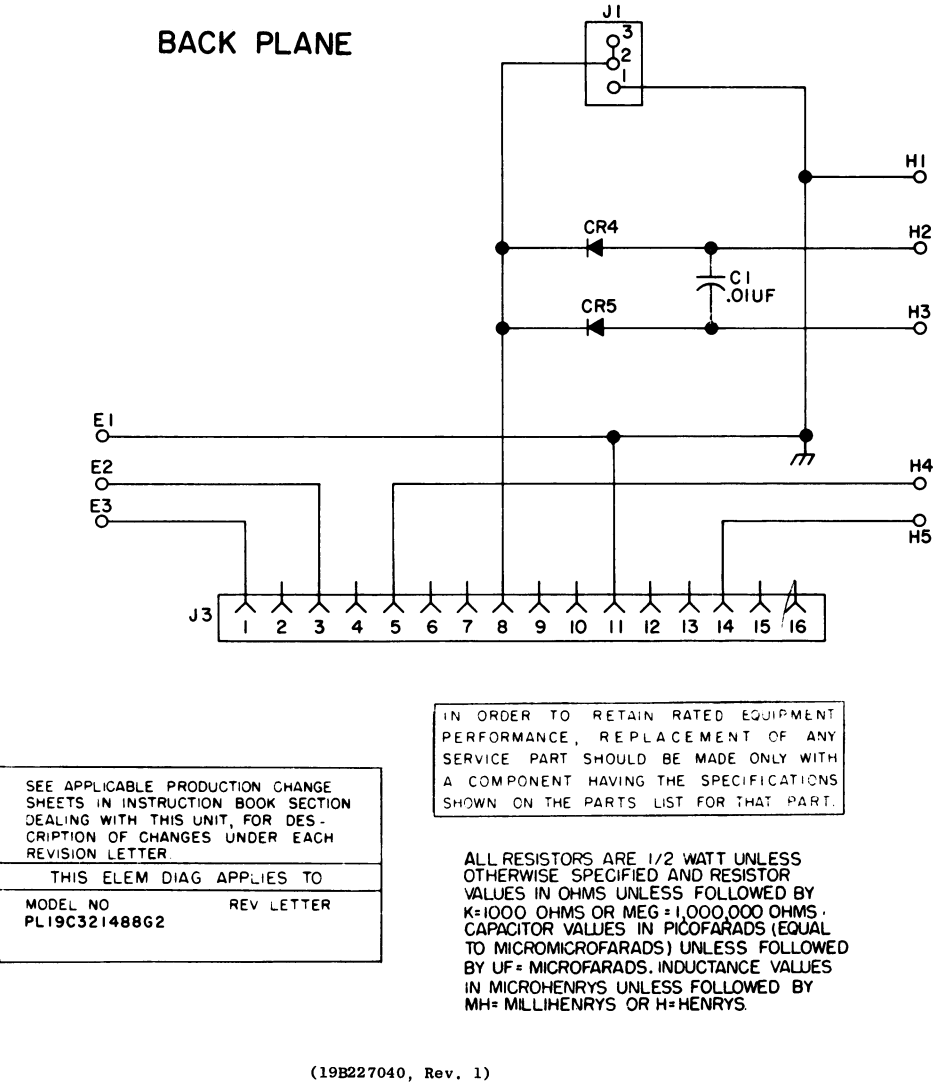 BACK PLANE
J1
3
2
1
H1
CR4
H2
C1
.01UF
CR5
H3
E1
E2
H4
E3
H5
J3
1 2 3 4 5 6 7 8 9 10 11 12 13 14 15 16
IN ORDER TO RETAIN RATED EQUIPMENT
PERFORMANCE, REPLACEMENT OF ANY
SERVICE PART SHOULD BE MADE ONLY WITH
A COMPONENT HAVING THE SPECIFICATIONS
SHOWN ON THE PARTS LIST FOR THAT PART.
SEE APPLICABLE PRODUCTION CHANGE
SHEETS IN INSTRUCTION BOOK SECTION
DEALING WITH THIS UNIT, FOR DES-
CRIPTION OF CHANGES UNDER EACH
REVISION LETTER.
THIS ELEM DIAG APPLIES TO
MODEL NO REV LETTER
PL19C321488G2
ALL RESISTORS ARE 1/2 WATT UNLESS
OTHERWISE SPECIFIED AND RESISTOR
VALUES IN OHMS UNLESS FOLLOWED BY
K=1000 OHMS OR MEG = 1,000,000 OHMS.
CAPACITOR VALUES IN PICOFARADS (EQUAL
TO MICROMICROFARADS) UNLESS FOLLOWED
BY UF= MICROFARADS. INDUCTANCE VALUES
IN MICROHENRYS UNLESS FOLLOWED BY
MH= MILLIHENRYS OR H=HENRYS.
(19B227040, Rev. 1)